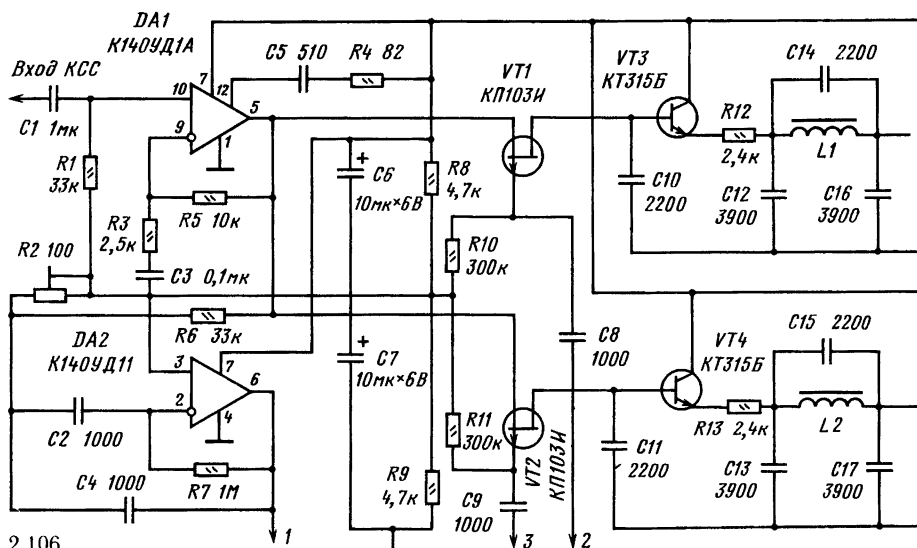 DA1
К140УД1А
Вход КСС
C1 1мк
10
9
7
12
5
1
C5 510
R4 82
VT1
КП103И
VT3
КТ315Б
C14 2200
R12
2,4к
L1
R1
33к
C6
10мк×6В
R8
4,7к
C10
2200
C12
3900
C16
3900
R5 10к
R3
2,5к
R2 100
C3 0,1мк
R10
300к
R6 33к
DA2
К140УД11
3
2
7
6
4
C7
10мк×6В
C8
1000
VT4
КТ315Б
C15 2200
R13 2,4к
L2
C2 1000
R7 1М
C4 1000
R11
300к
R9
4,7к
VT2
КП103И
C9
1000
C11
2200
C13
3900
C17
3900
1
3
2
2.106